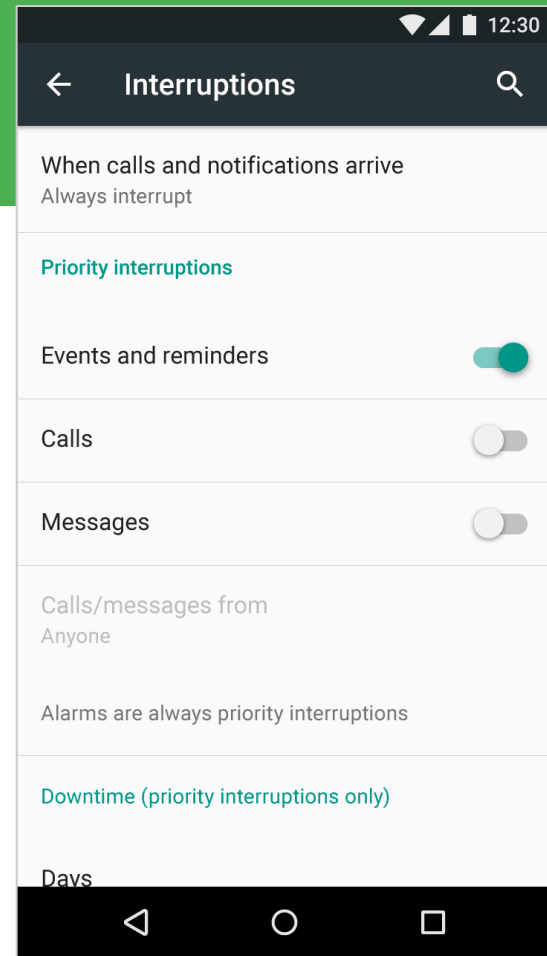 12:30
Interruptions
When calls and notifications arrive
Always interrupt
Priority interruptions
Events and reminders
Calls
Messages
Calls/messages from
Anyone
Alarms are always priority interruptions
Downtime (priority interruptions only)
Days